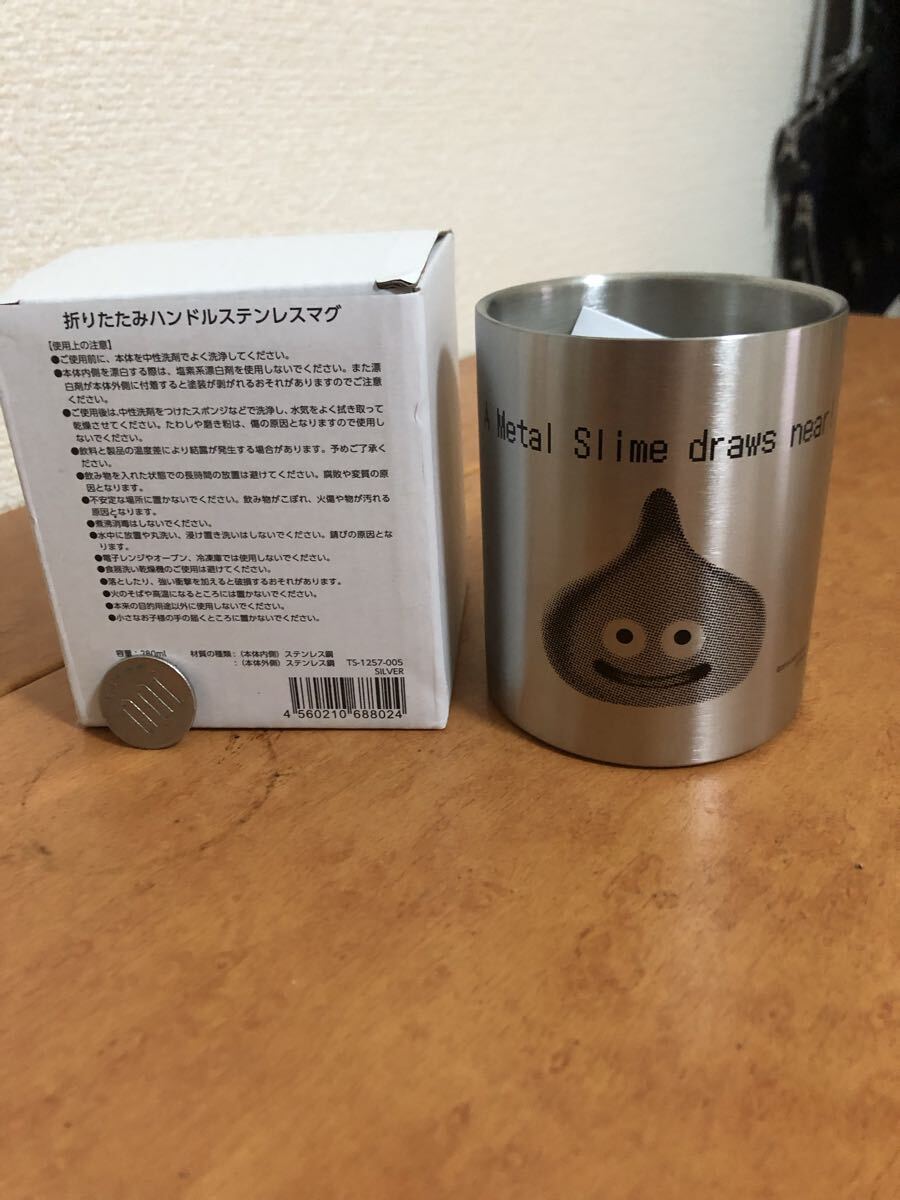 折りたたみハンドルステンレスマグ
【使用上の注意】
●ご使用前に、本体を中性洗剤でよく洗浄してください。
●本体内側を漂白する際は、塩素系漂白剤を使用しないでください。また漂
白剤が本体外側に付着すると塗装が剥がれるおそれがありますのでご注意
ください。
●ご使用後は、中性洗剤をつけたスポンジなどで洗浄し、水気をよく拭き取って
乾燥させてください。たわしや磨き粉は、傷の原因となりますので使用し
ないでください。
●飲料と製品の温度差により結露が発生する場合があります。予めご了承く
ださい。
●飲み物を入れた状態での長時間の放置は避けてください。腐敗や変質の原
因となります。
●不安定な場所に置かないでください。飲み物がこぼれ、火傷や物が汚れる
原因となります。
●煮沸消毒はしないでください。
●水中に放置や丸洗い、浸け置き洗いはしないでください。錆びの原因とな
ります。
●電子レンジやオーブン、冷凍庫では使用しないでください。
●食器洗い乾燥機のご使用は避けてください。
●落としたり、強い衝撃を加えると破損するおそれがあります。
●火のそばや高温になるところには置かないでください。
●本来の目的用途以外に使用しないでください。
●小さなお子様の手の届くところに置かないでください。
容量：280ml 材質の種類：（本体内側）ステンレス鋼
：（本体外側）ステンレス鋼 TS-1257-005
SILVER
4 560210 688024
A Metal Slime draws near!